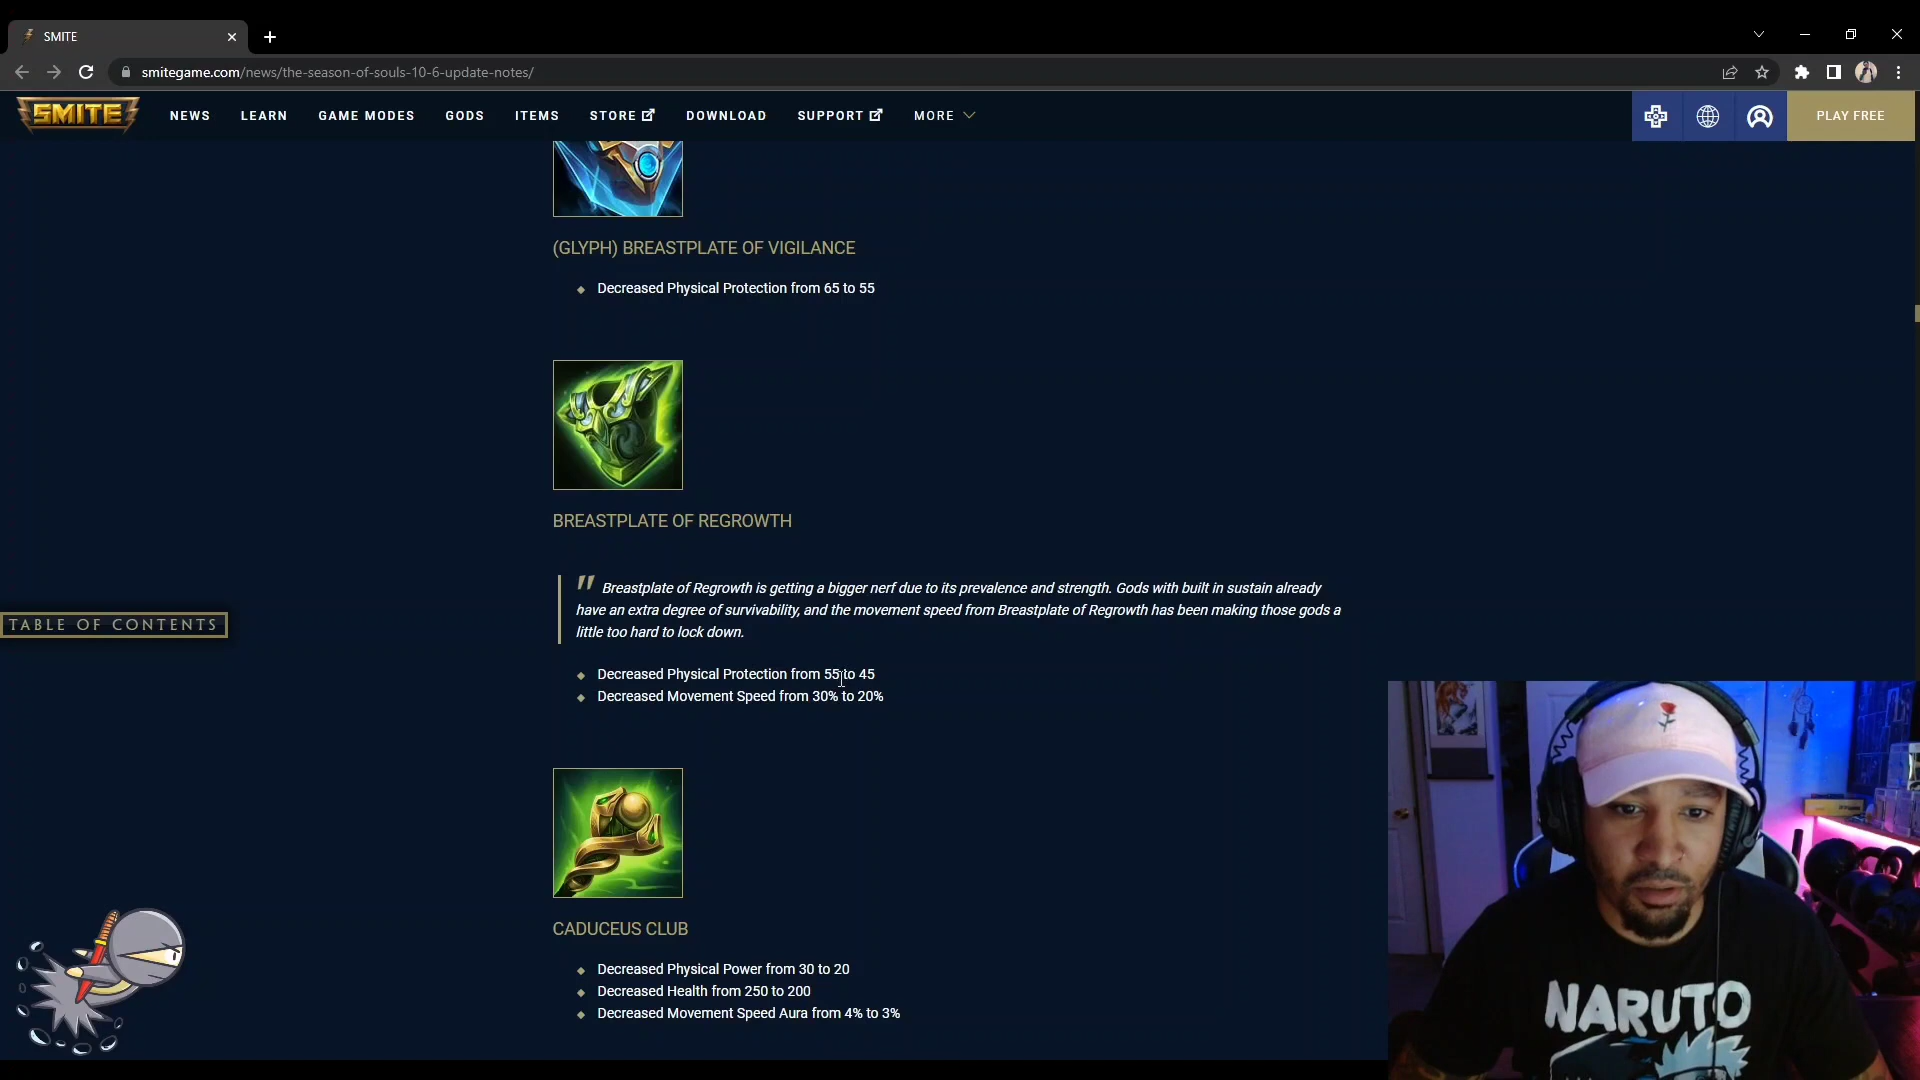 SMITE
smitegame.com/news/the-season-of-souls-10-6-update-notes/
SMITE NEWS LEARN GAME MODES GODS ITEMS STORE DOWNLOAD SUPPORT MORE PLAY FREE
(GLYPH) BREASTPLATE OF VIGILANCE
Decreased Physical Protection from 65 to 55
BREASTPLATE OF REGROWTH
" Breastplate of Regrowth is getting a bigger nerf due to its prevalence and strength. Gods with built in sustain already
have an extra degree of survivability, and the movement speed from Breastplate of Regrowth has been making those gods a
little too hard to lock down.
TABLE OF CONTENTS
Decreased Physical Protection from 55 to 45
Decreased Movement Speed from 30% to 20%
CADUCEUS CLUB
Decreased Physical Power from 30 to 20
Decreased Health from 250 to 200
Decreased Movement Speed Aura from 4% to 3%
NARUTO